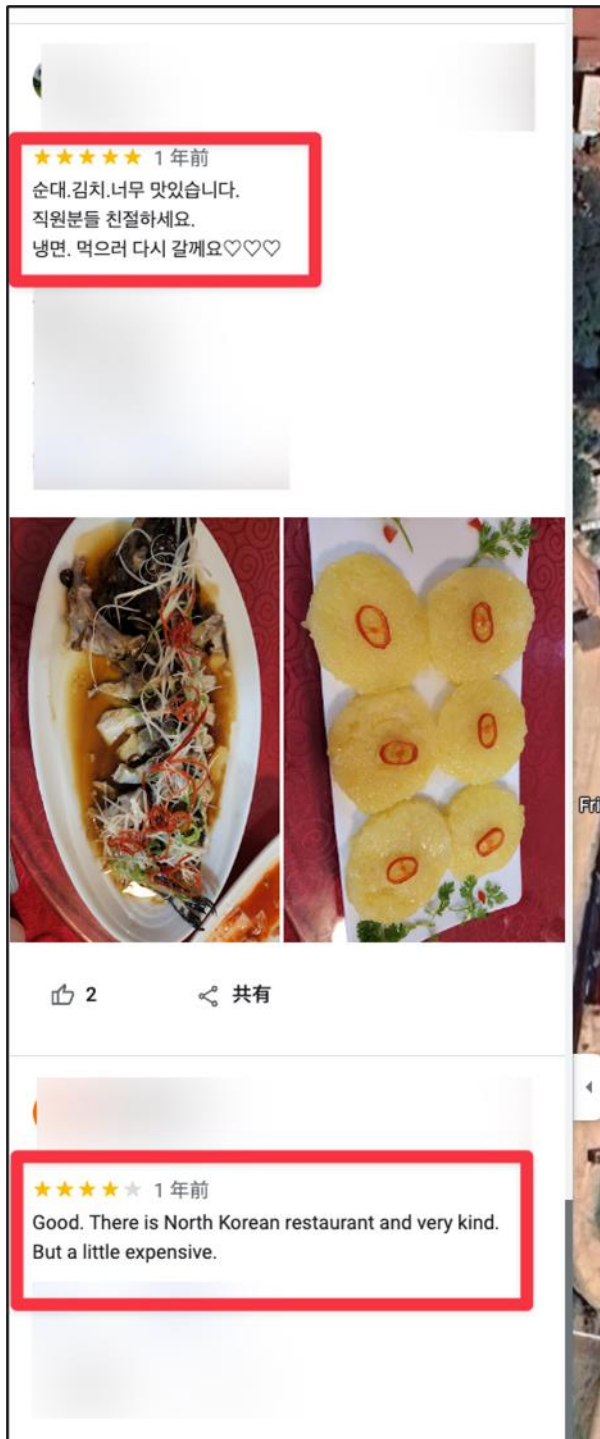 ★★★★★ 1 年前
순대.김치.너무 맛있습니다.
직원분들 친절하세요.
냉면. 먹으러 다시 갈께요♡♡♡
2
共有
★★★★★ 1 年前
Good. There is North Korean restaurant and very kind.
But a little expensive.
Fri